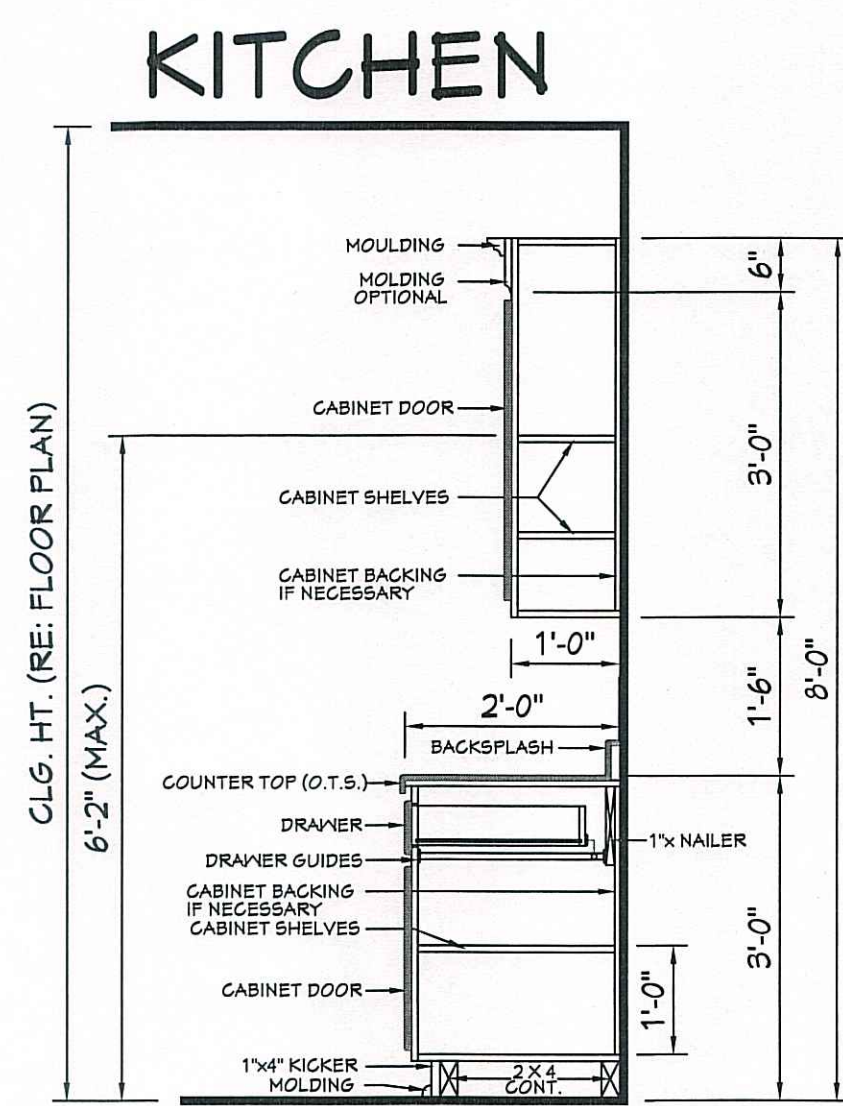 KITCHEN
MOULDING
MOLDING
OPTIONAL
6"
CABINET DOOR
3'-0"
CLG. HT. (RE: FLOOR PLAN)
6'-2" (MAX.)
CABINET SHELVES
CABINET BACKING
IF NECESSARY
1'-0"
1'-6"
8'-0"
2'-0"
BACKSPLASH
COUNTER TOP (O.T.S.)
DRAWER
1"x NAILER
DRAWER GUIDES
CABINET BACKING
IF NECESSARY
CABINET SHELVES
3'-0"
CABINET DOOR
1'-0"
1"x4" KICKER
MOLDING
2 X 4
CONT.